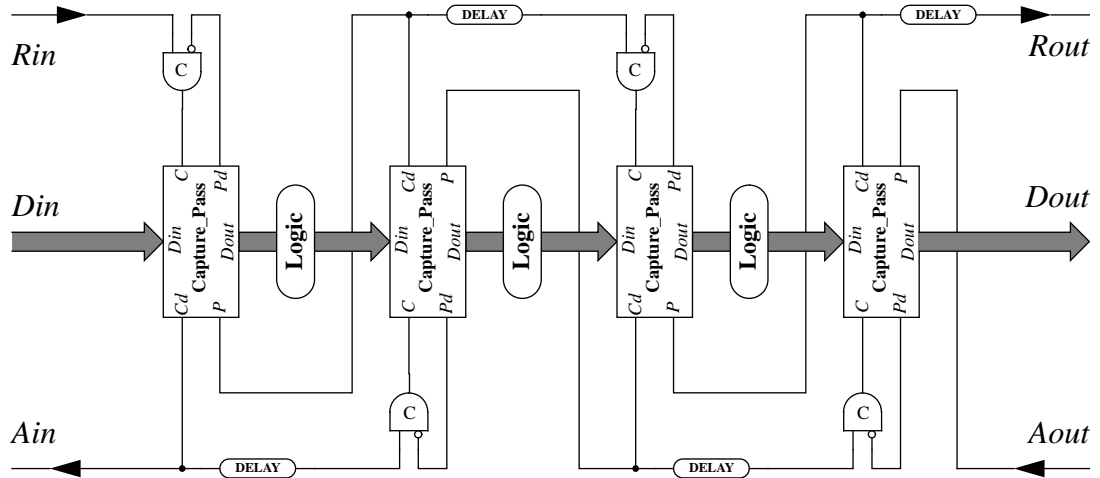 DELAY
DELAY
Rin
Rout
C
C
C
Pd
Cd
P
C
Pd
Cd
P
Din
Dout
Din
Capture_Pass
Dout
Logic
Din
Capture_Pass
Dout
Logic
Din
Capture_Pass
Dout
Logic
Din
Capture_Pass
Dout
Cd
P
C
Pd
Cd
P
C
Pd
C
C
Ain
Aout
DELAY
DELAY